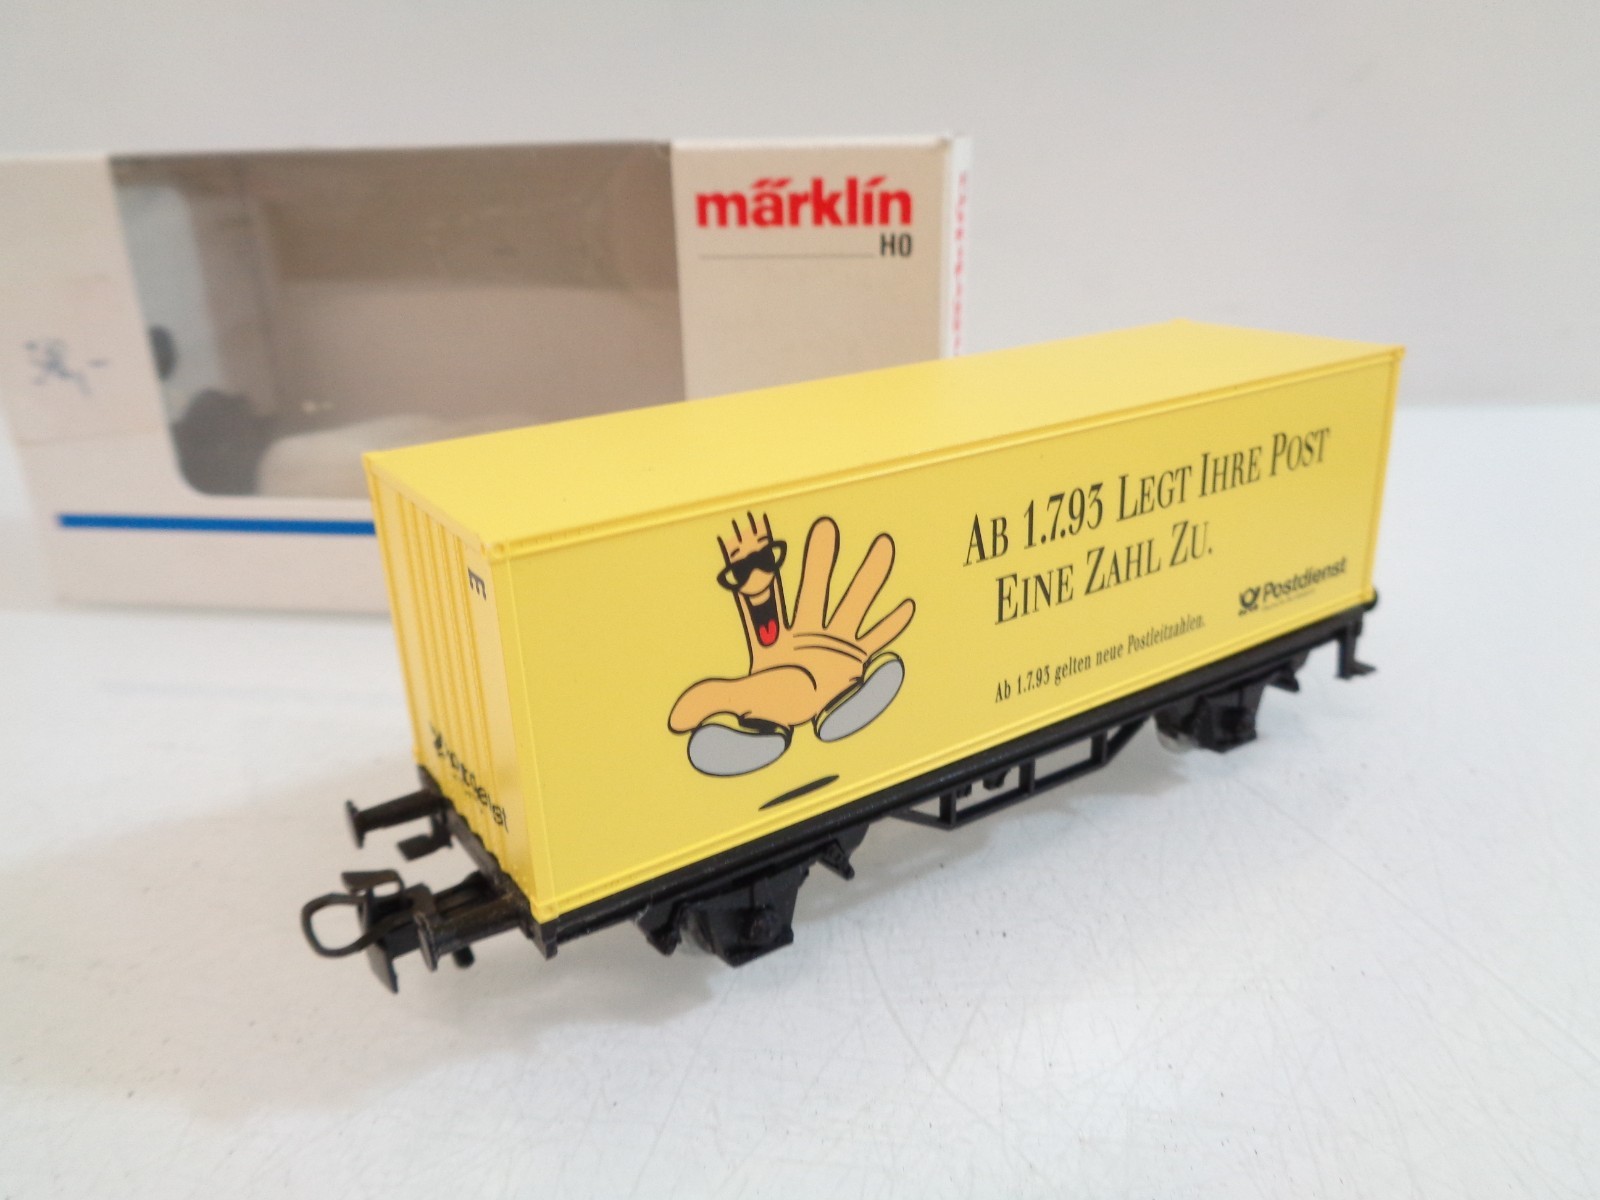 märklin
H0
AB 1.7.93 LEGT IHRE POST
EINE ZAHL ZU.
Ab 1.7.93 gelten neue Postleitzahlen.
Postdienst
Postdienst